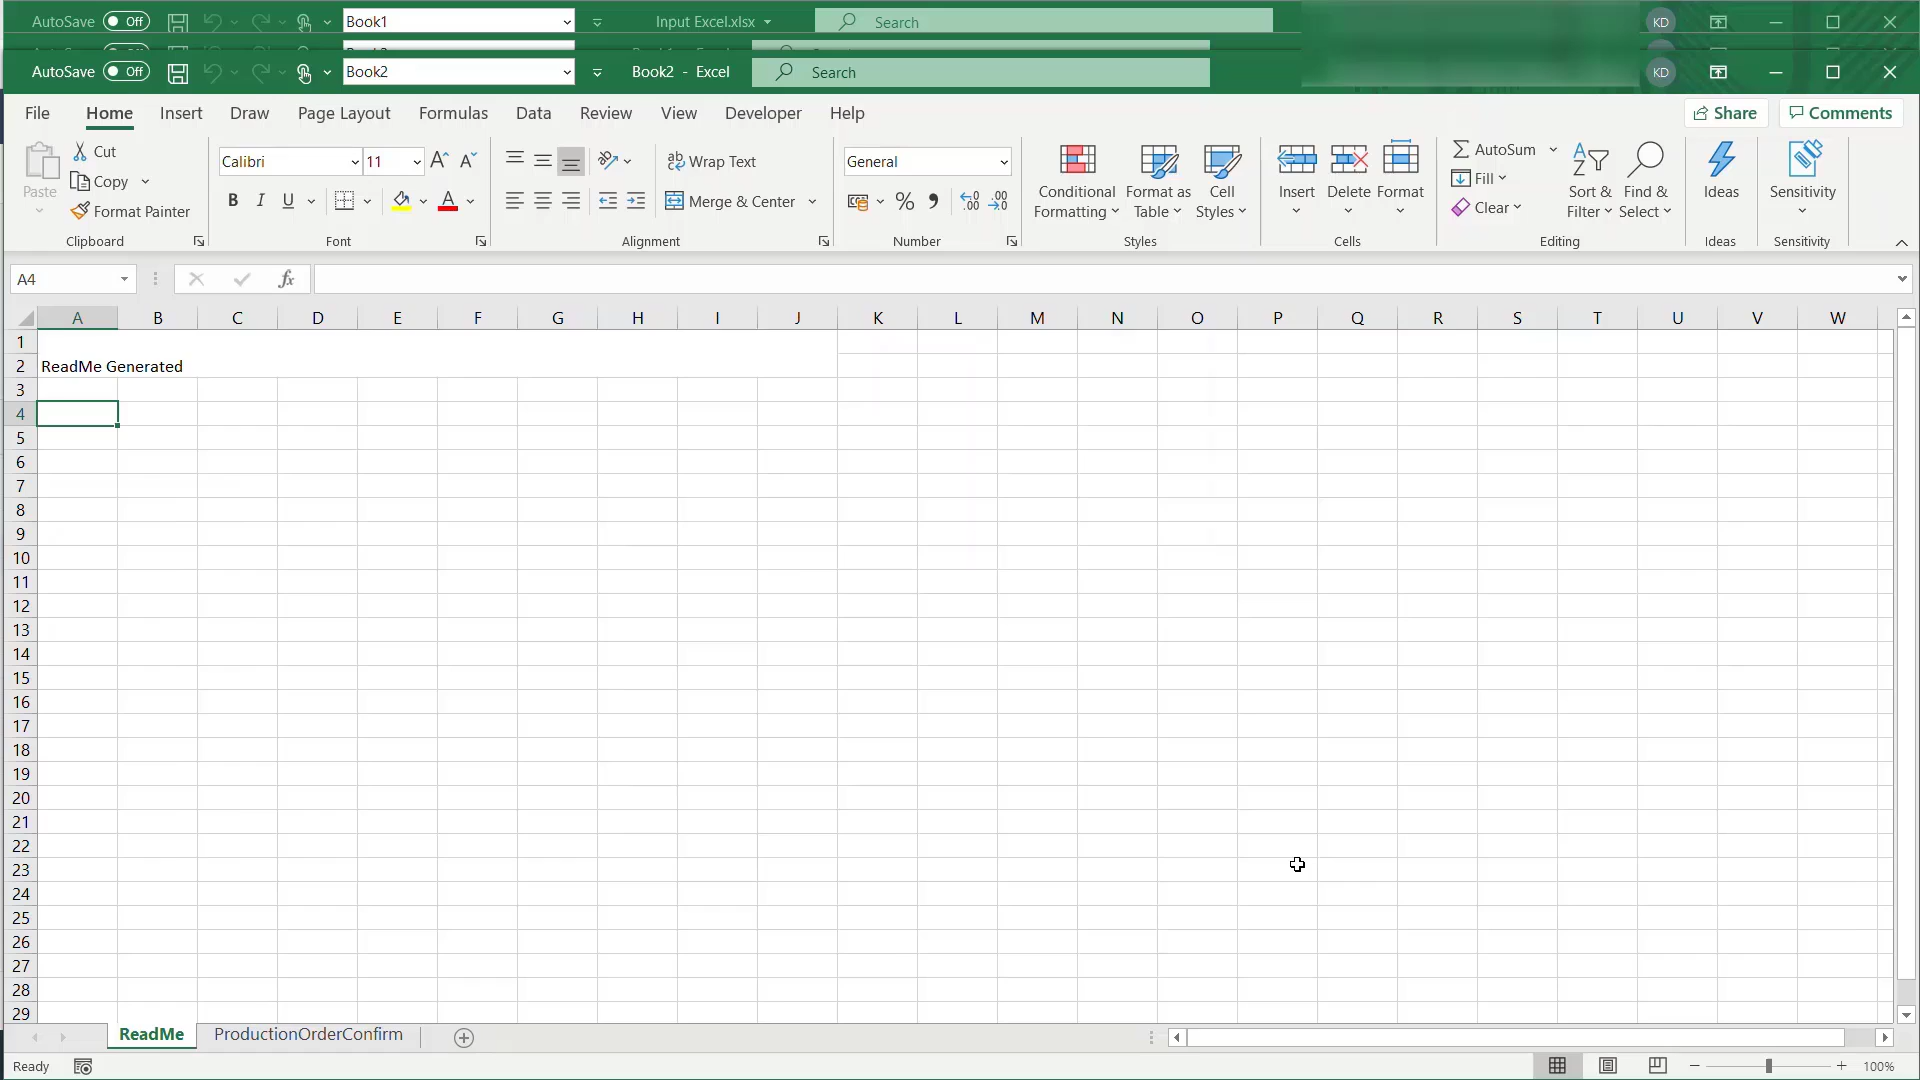 AutoSave Off Book1 Input Excel.xlsx Search KD
AutoSave Off Book2 Book2 - Excel Search KD
File Home Insert Draw Page Layout Formulas Data Review View Developer Help Share Comments
Paste Cut Copy Format Painter Clipboard
Calibri 11 B I U A Font
Wrap Text Merge & Center Alignment
General % Number
Conditional Formatting Format as Table Cell Styles Styles
Insert Delete Format Cells
AutoSum Fill Clear Sort & Filter Find & Select Editing
Ideas Ideas
Sensitivity Sensitivity
A4 fx
A B C D E F G H I J K L M N O P Q R S T U V W
1
2 ReadMe Generated
3
4
5
6
7
8
9
10
11
12
13
14
15
16
17
18
19
20
21
22
23
24
25
26
27
28
29
ReadMe ProductionOrderConfirm
Ready 100%